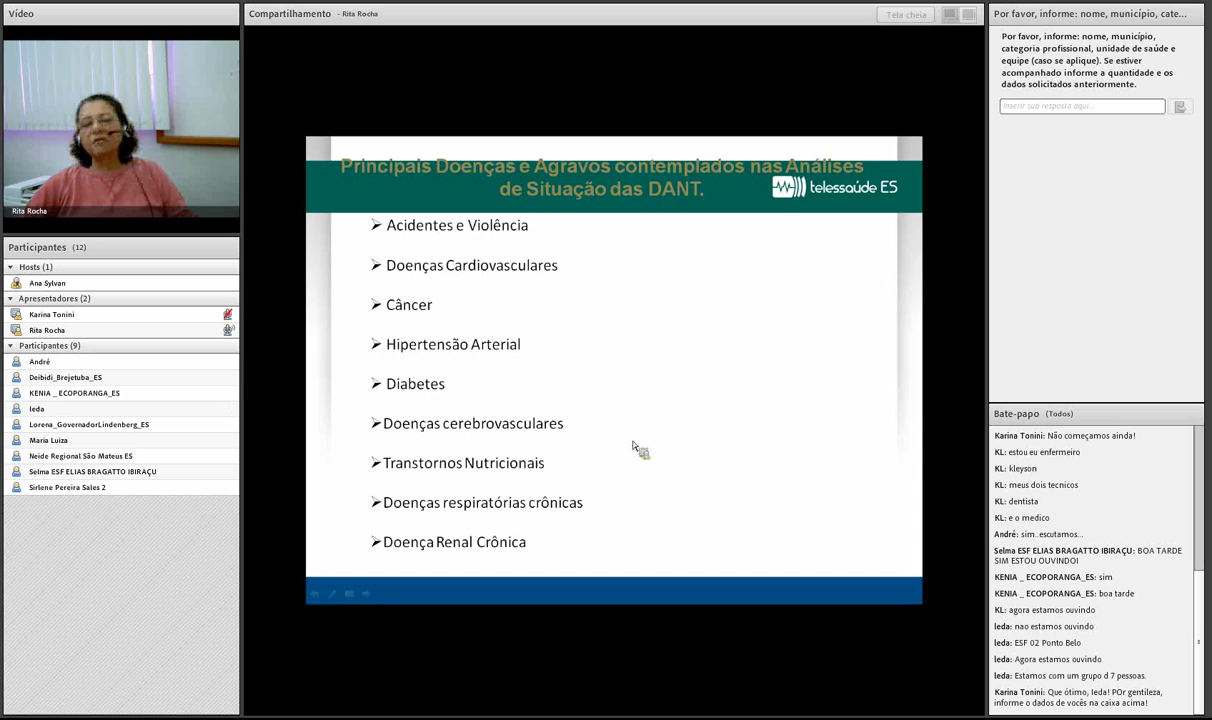 Vídeo
Rita Rocha
Participantes (12)
Hosts (1)
Ana Sylvan
Apresentadores (2)
Karina Tonini
Rita Rocha
Participantes (9)
André
Deibidi_Brejetuba_ES
KENIA _ ECOPORANGA_ES
Ieda
Lorena_GovernadorLindenberg_ES
Maria Luiza
Neide Regional São Mateus ES
Selma ESF ELIAS BRAGATTO IBIRAÇU
Sirlene Pereira Sales 2
Compartilhamento - Rita Rocha
Tela cheia
Principais Doenças e Agravos contemplados nas Análises
de Situação das DANT.
telessaúde ES
Acidentes e Violência
Doenças Cardiovasculares
Câncer
Hipertensão Arterial
Diabetes
Doenças cerebrovasculares
Transtornos Nutricionais
Doenças respiratórias crônicas
Doença Renal Crônica
Por favor, informe: nome, município, cate...
Por favor, informe: nome, município,
categoria profissional, unidade de saúde e
equipe (caso se aplique). Se estiver
acompanhado informe a quantidade e os
dados solicitados anteriormente.
Inserir sua resposta aqui...
Bate-papo (Todos)
Karina Tonini: Não começamos ainda!
KL: estou eu enfermeiro
KL: kleyson
KL: meus dois tecnicos
KL: dentista
KL: e o medico
André: sim..escutamos...
Selma ESF ELIAS BRAGATTO IBIRAÇU: BOA TARDE
SIM ESTOU OUVINDOI
KENIA _ ECOPORANGA_ES: sim
KENIA _ ECOPORANGA_ES: boa tarde
KL: agora estamos ouvindo
Ieda: nao estamos ouvindo
Ieda: ESF 02 Ponto Belo
Ieda: Agora estamos ouvindo
Ieda: Estamos com um grupo d 7 pessoas.
Karina Tonini: Que ótimo, Ieda! POr gentileza,
informe o dados de vocês na caixa acima!